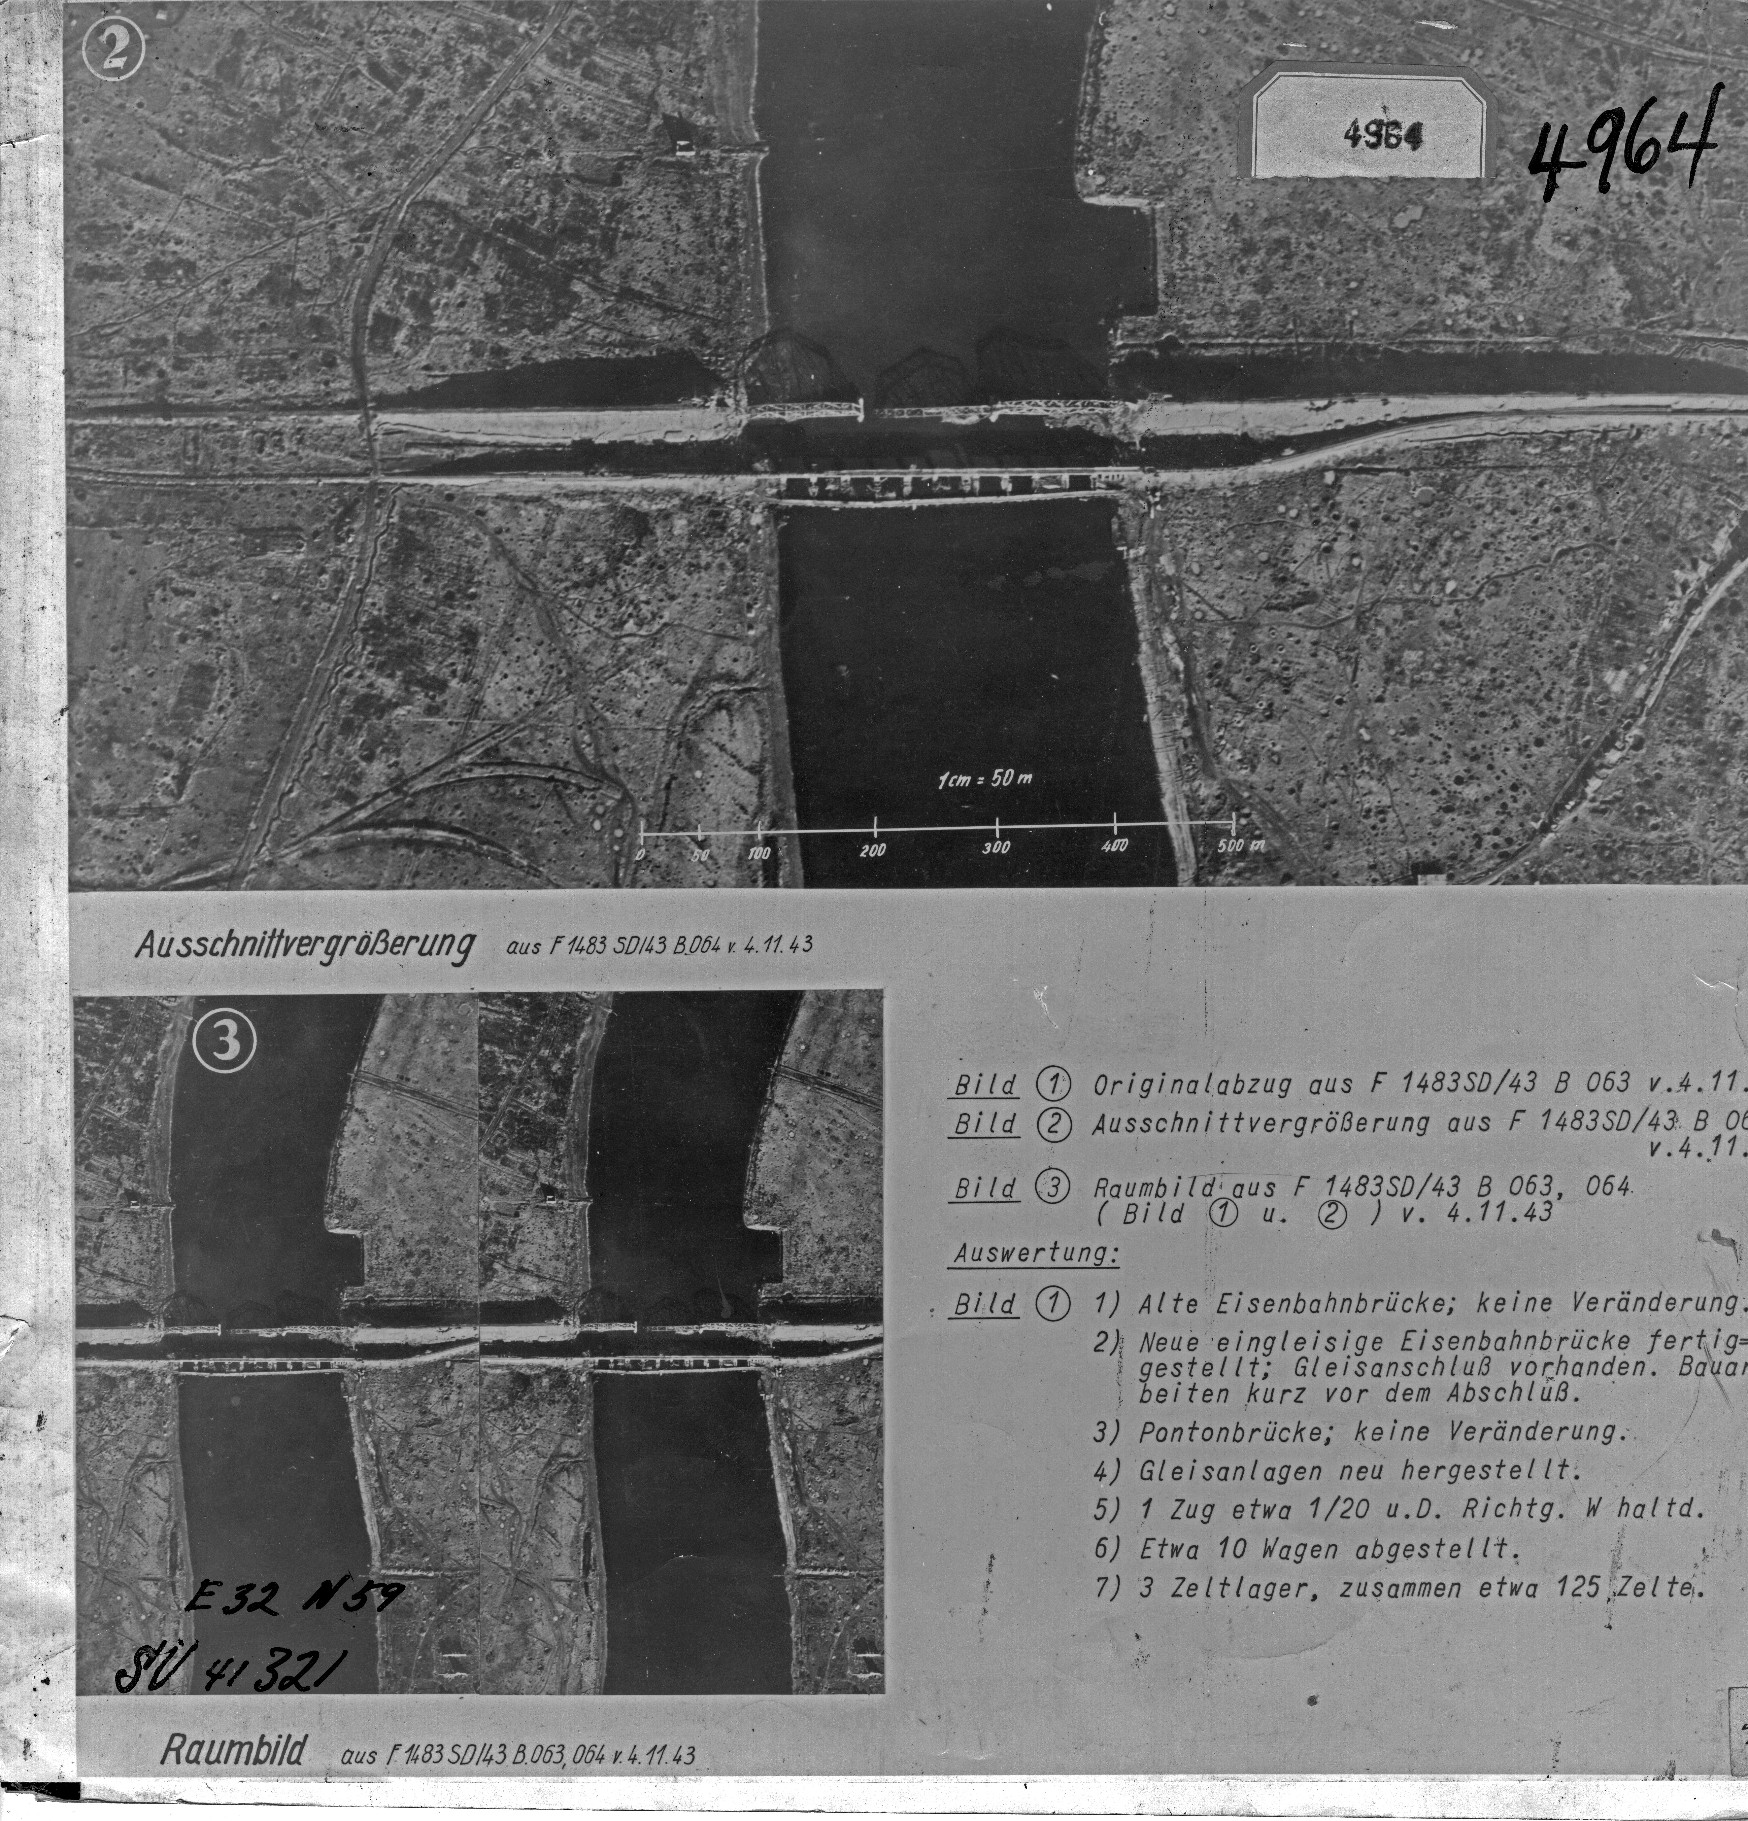 2
4964
4964
1cm = 50 m
0 50 100 200 300 400 500 m
Ausschnittvergrößerung aus F 1483 SD/43 B.064 v. 4.11.43
3
E 32 N 59
SÜ 41321
Raumbild aus F 1483 SD/43 B.063, 064 v. 4.11.43
Bild 1 Originalabzug aus F 1483SD/43 B 063 v.4.11.
Bild 2 Ausschnittvergrößerung aus F 1483SD/43 B 06
v.4.11.
Bild 3 Raumbild aus F 1483SD/43 B 063, 064
( Bild 1 u. 2 ) v. 4.11.43
Auswertung:
Bild 1 1) Alte Eisenbahnbrücke; keine Veränderung.
2) Neue eingleisige Eisenbahnbrücke fertig=
gestellt; Gleisanschluß vorhanden. Bauar
beiten kurz vor dem Abschluß.
3) Pontonbrücke; keine Veränderung.
4) Gleisanlagen neu hergestellt.
5) 1 Zug etwa 1/20 u.D. Richtg. W haltd.
6) Etwa 10 Wagen abgestellt.
7) 3 Zeltlager, zusammen etwa 125 Zelte.